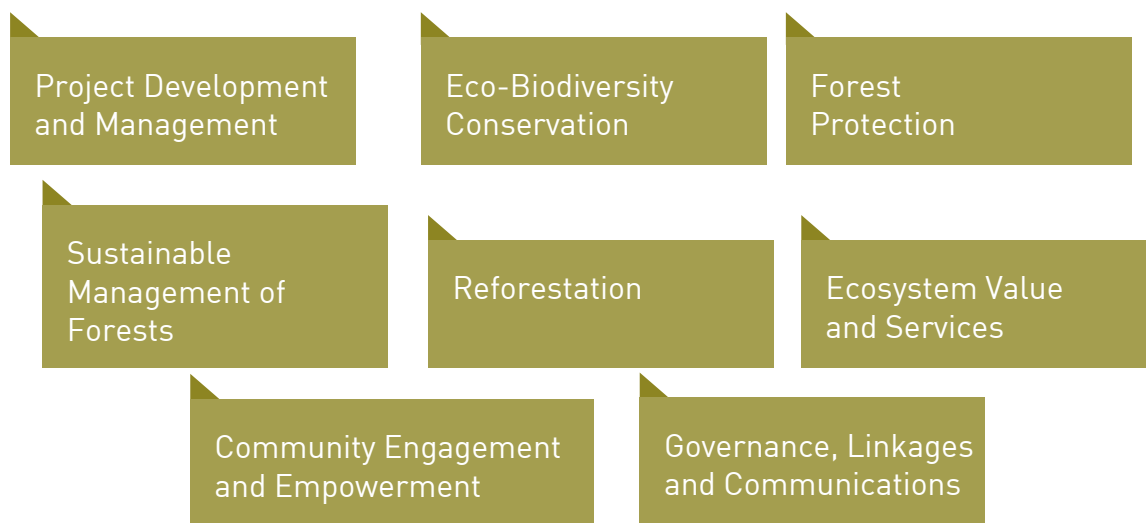 Project Development
and Management
Eco-Biodiversity
Conservation
Forest
Protection
Sustainable
Management of
Forests
Reforestation
Ecosystem Value
and Services
Community Engagement
and Empowerment
Governance, Linkages
and Communications